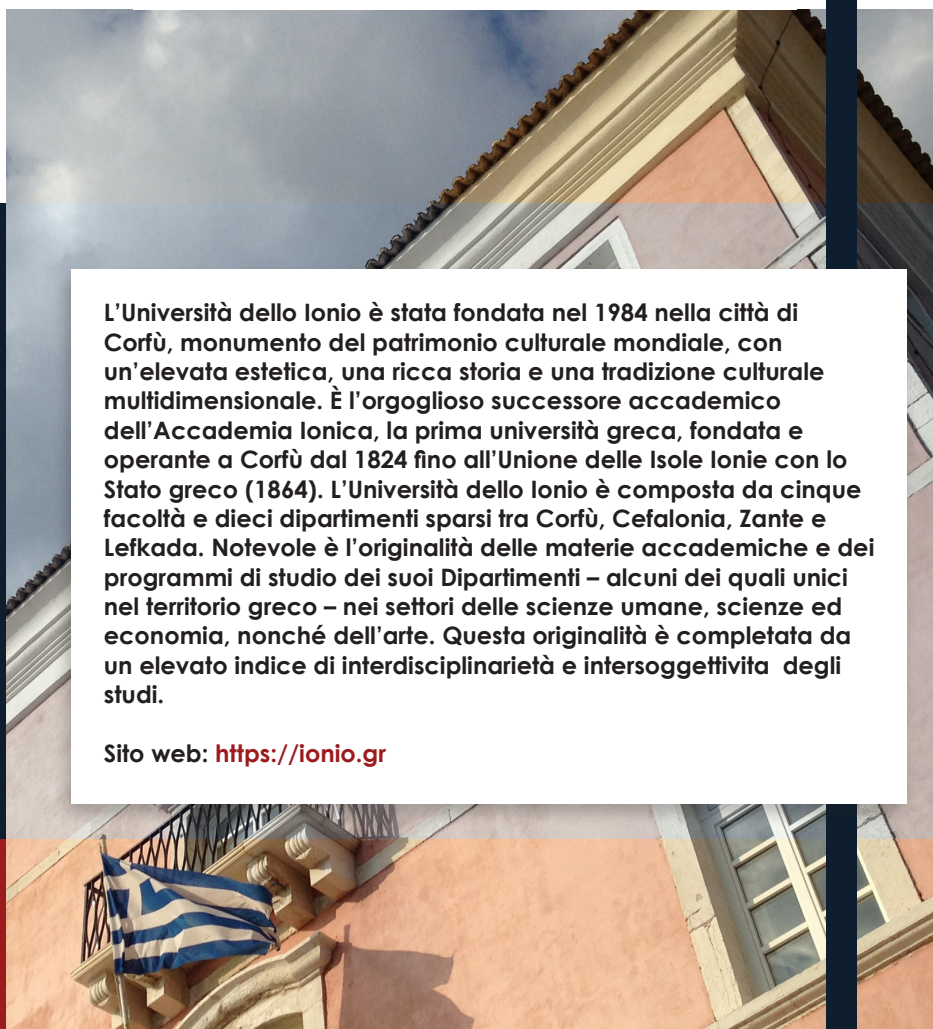 L’Università dello Ionio è stata fondata nel 1984 nella città di
Corfù, monumento del patrimonio culturale mondiale, con
un’elevata estetica, una ricca storia e una tradizione culturale
multidimensionale. È l’orgoglioso successore accademico
dell’Accademia Ionica, la prima università greca, fondata e
operante a Corfù dal 1824 fino all’Unione delle Isole Ionie con lo
Stato greco (1864). L’Università dello Ionio è composta da cinque
facoltà e dieci dipartimenti sparsi tra Corfù, Cefalonia, Zante e
Lefkada. Notevole è l’originalità delle materie accademiche e dei
programmi di studio dei suoi Dipartimenti – alcuni dei quali unici
nel territorio greco – nei settori delle scienze umane, scienze ed
economia, nonché dell’arte. Questa originalità è completata da
un elevato indice di interdisciplinarietà e intersoggettivita  degli
studi.
Sito web: https://ionio.gr